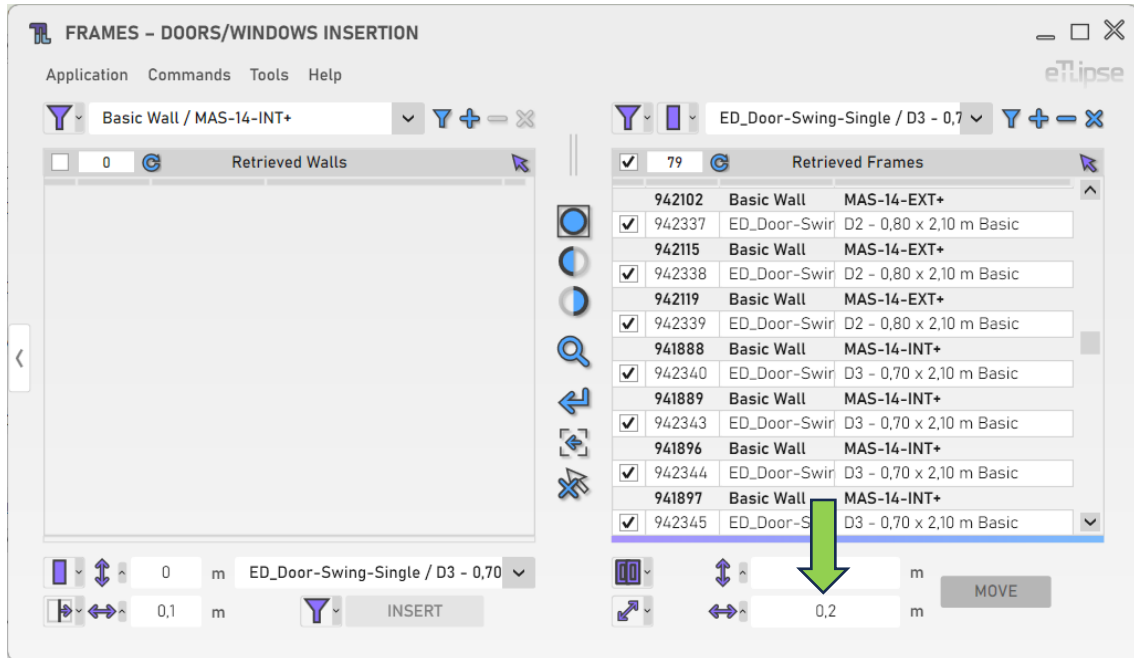 FRAMES – DOORS/WINDOWS INSERTION
Application Commands Tools Help
eTLipse
Basic Wall / MAS-14-INT+
ED_Door-Swing-Single / D3 - 0,7
0 Retrieved Walls
79 Retrieved Frames
942102 Basic Wall MAS-14-EXT+
942337 ED_Door-Swin D2 - 0,80 x 2,10 m Basic
942115 Basic Wall MAS-14-EXT+
942338 ED_Door-Swin D2 - 0,80 x 2,10 m Basic
942119 Basic Wall MAS-14-EXT+
942339 ED_Door-Swin D2 - 0,80 x 2,10 m Basic
941888 Basic Wall MAS-14-INT+
942340 ED_Door-Swin D3 - 0,70 x 2,10 m Basic
941889 Basic Wall MAS-14-INT+
942343 ED_Door-Swin D3 - 0,70 x 2,10 m Basic
941896 Basic Wall MAS-14-INT+
942344 ED_Door-Swin D3 - 0,70 x 2,10 m Basic
941897 Basic Wall MAS-14-INT+
942345 ED_Door-S D3 - 0,70 x 2,10 m Basic
0 m ED_Door-Swing-Single / D3 - 0,70
m
MOVE
0,1 m INSERT
0,2 m